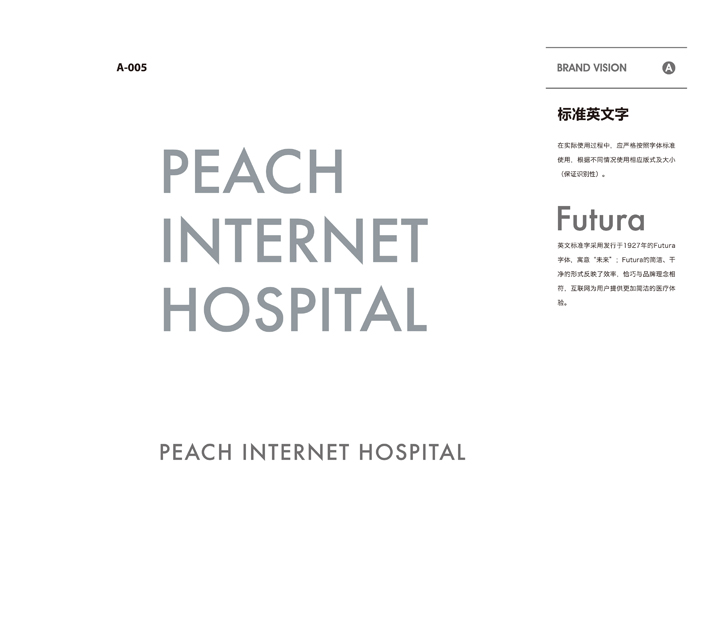 A-005
BRAND VISION A
标准英文字
在实际使用过程中，应严格按照字体标准
使用，根据不同情况使用相应版式及大小
（保证识别性）。
Futura
英文标准字采用发行于1927年的Futura
字体，寓意“未来”；Futura的简洁、干
净的形式反映了效率，恰巧与品牌理念相
符，互联网为用户提供更加简洁的医疗体
验。
PEACH
INTERNET
HOSPITAL
PEACH INTERNET HOSPITAL